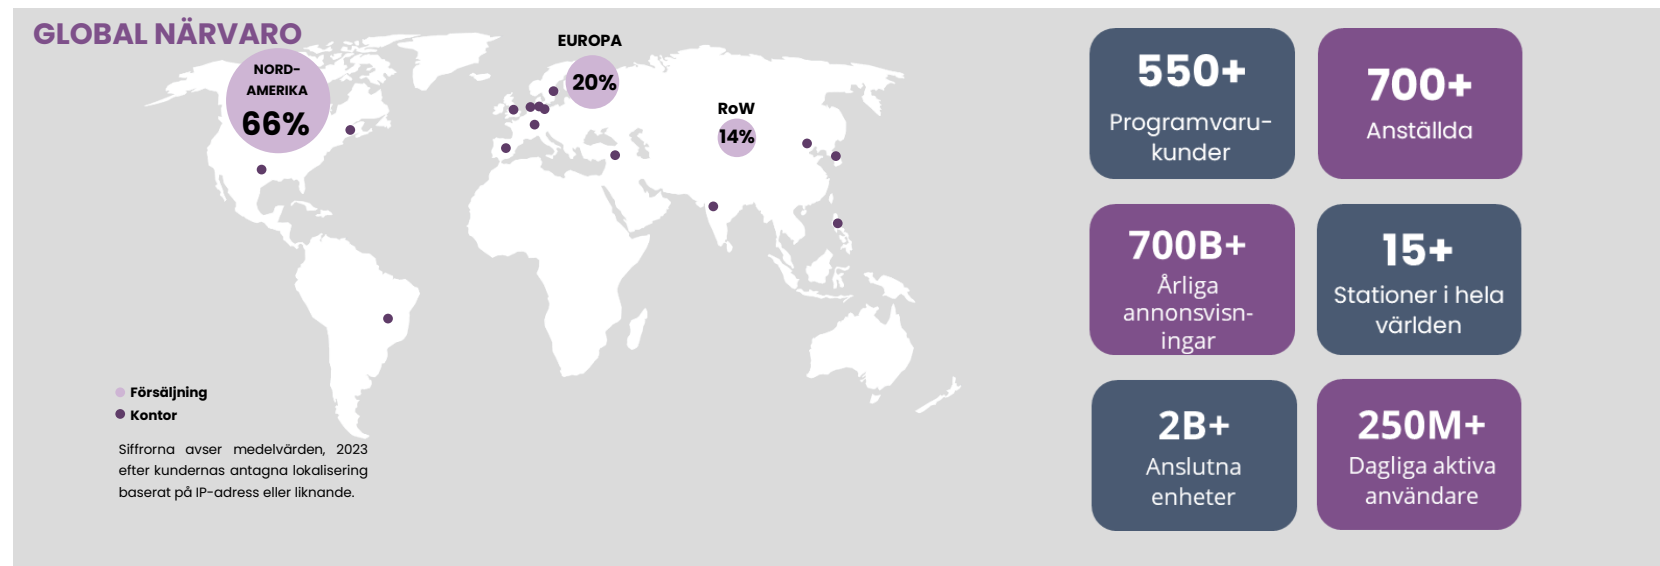 GLOBAL NÄRVARO
NORD-
AMERIKA
66%
EUROPA
20%
RoW
14%
Försäljning
Kontor
Siffrorna avser medelvärden, 2023
efter kundernas antagna lokalisering
baserat på IP-adress eller liknande.
550+
Programvaru-
kunder
700+
Anställda
700B+
Årliga
annonsvisn-
ingar
15+
Stationer i hela
världen
2B+
Anslutna
enheter
250M+
Dagliga aktiva
användare